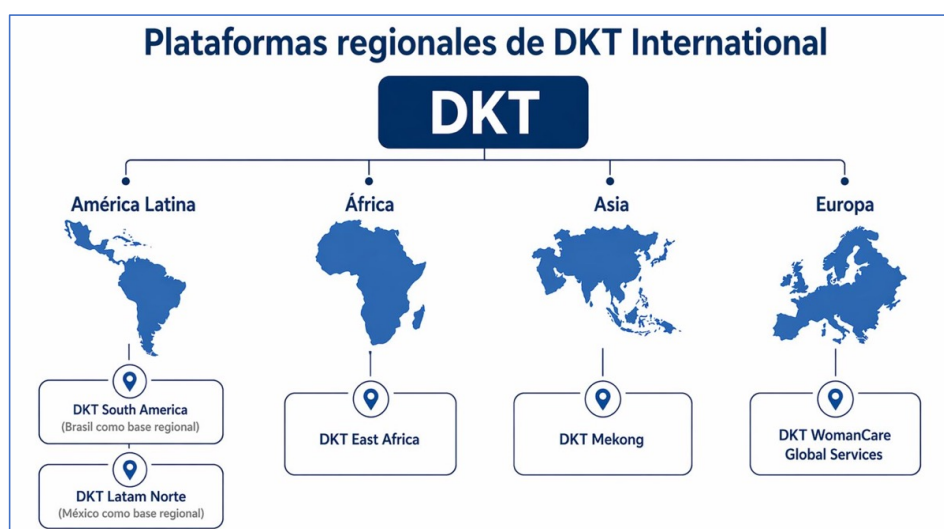 Plataformas regionales de DKT International
DKT
América Latina
África
Asia
Europa
DKT South America
(Brasil como base regional)
DKT Latam Norte
(México como base regional)
DKT East Africa
DKT Mekong
DKT WomanCare
Global Services